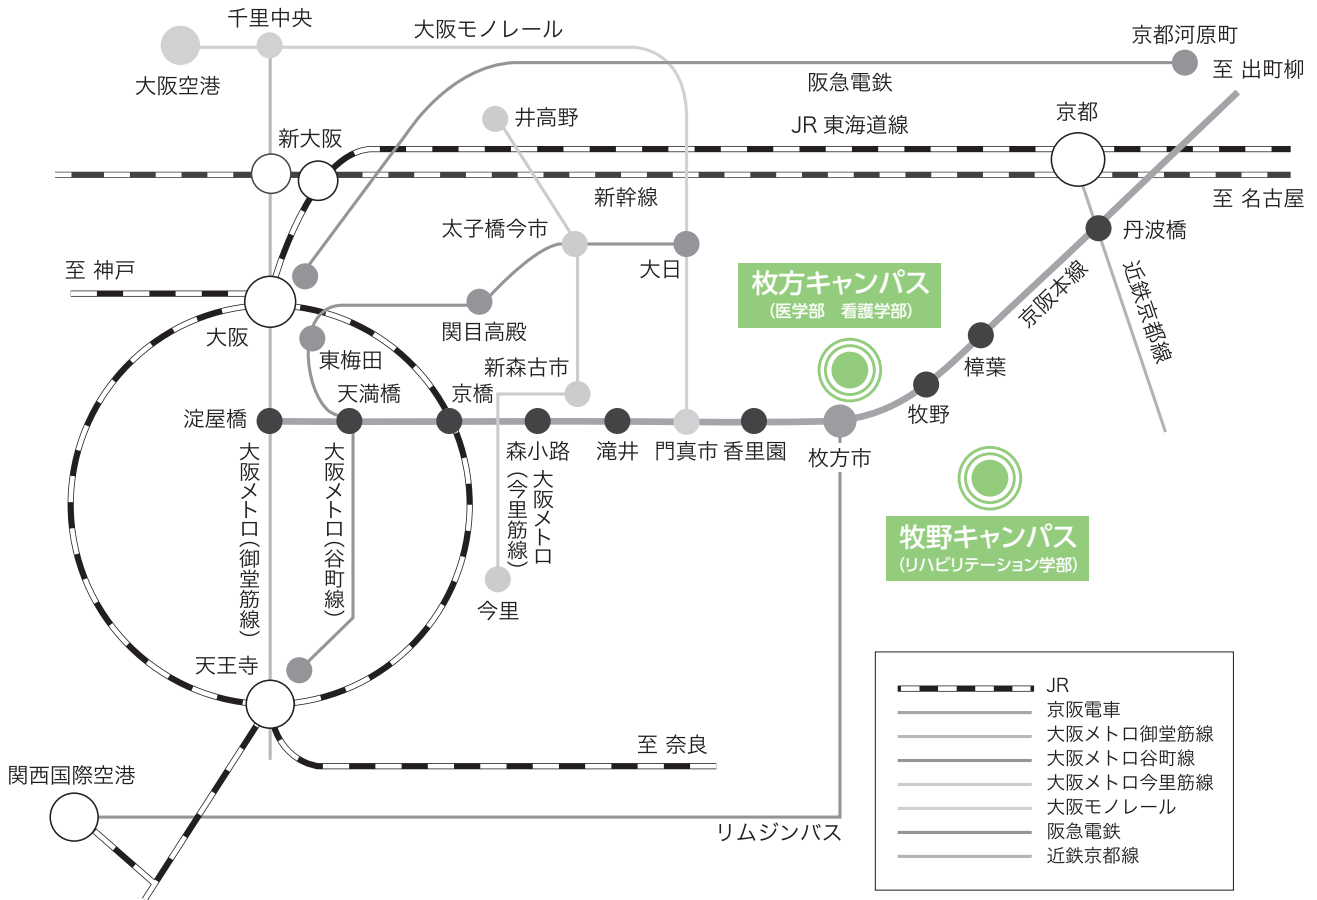 千里中央
大阪モノレール
京都河原町
至 出町柳
大阪空港
阪急電鉄
井高野
京都
新大阪
JR 東海道線
新幹線
至 名古屋
太子橋今市
丹波橋
至 神戸
大日
枚方キャンパス
（医学部　看護学部）
京阪本線
近鉄京都線
大阪
関目高殿
東梅田
新森古市
樟葉
天満橋
京橋
牧野
淀屋橋
森小路
滝井
門真市
香里園
枚方市
大阪メトロ（御堂筋線）
大阪メトロ（谷町線）
大阪メトロ
（今里筋線）
牧野キャンパス
（リハビリテーション学部）
今里
天王寺
至 奈良
関西国際空港
リムジンバス
JR
京阪電車
大阪メトロ御堂筋線
大阪メトロ谷町線
大阪メトロ今里筋線
大阪モノレール
阪急電鉄
近鉄京都線